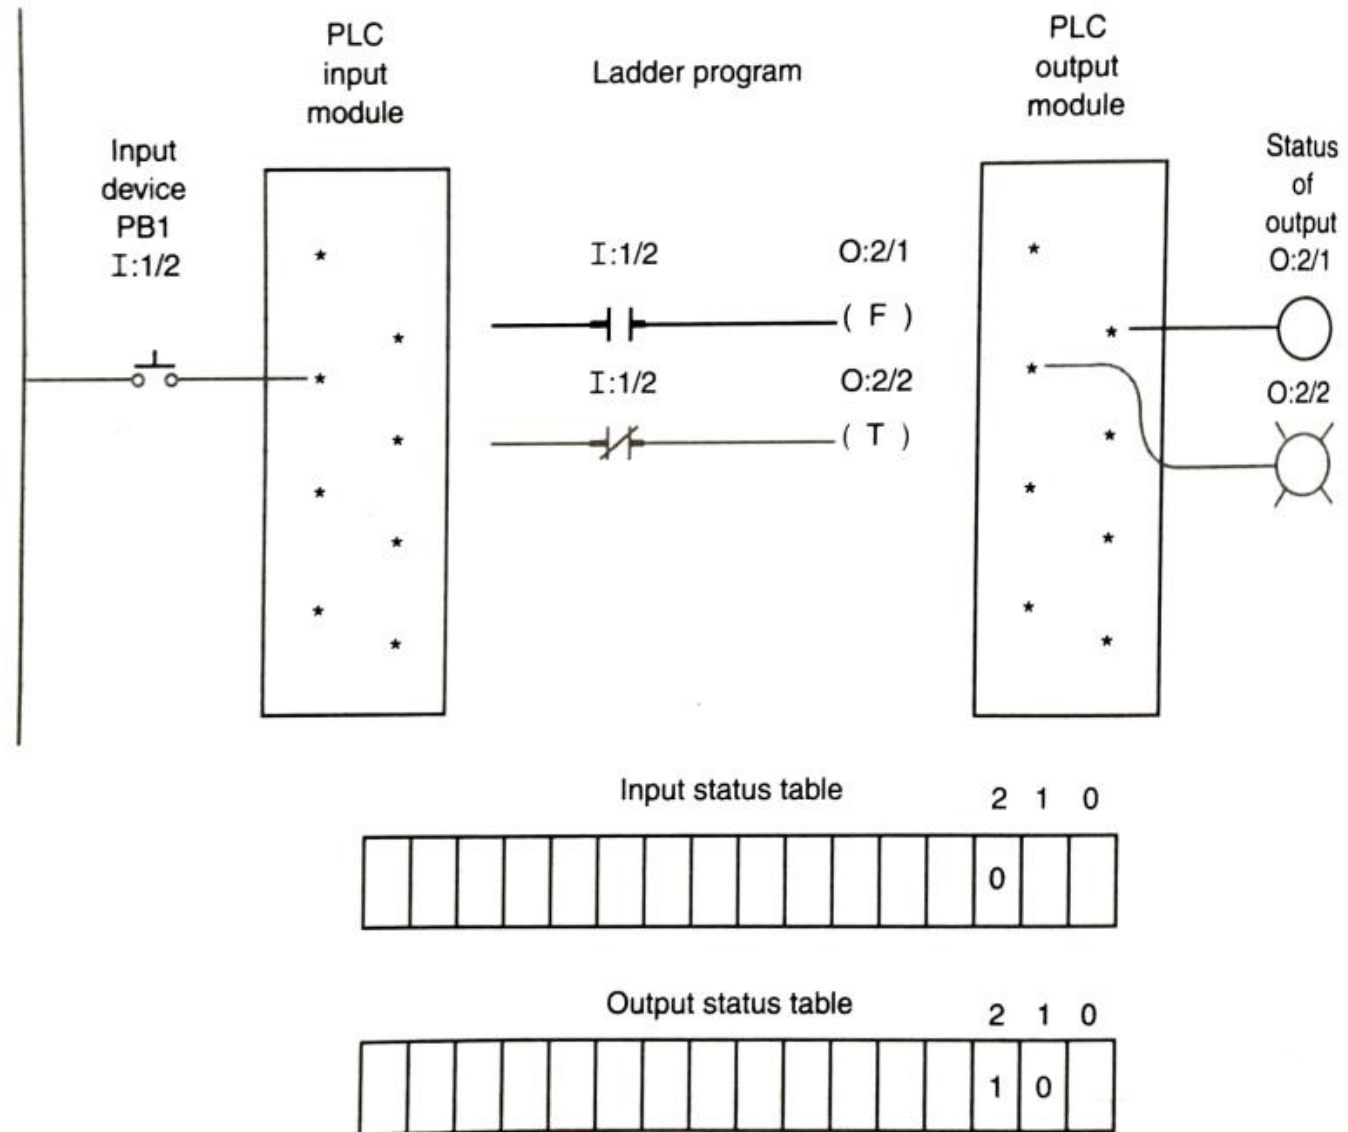 PLC
input
module
Ladder program
PLC
output
module
Input
device
PB1
I:1/2
Status
of
output
O:2/1
*
*
*
*
*
*
*
*
I:1/2 O:2/1
( F )
I:1/2 O:2/2
( T )
*
*
*
*
*
*
*
*
O:2/2
Input status table 2 1 0
0
Output status table 2 1 0
1 0